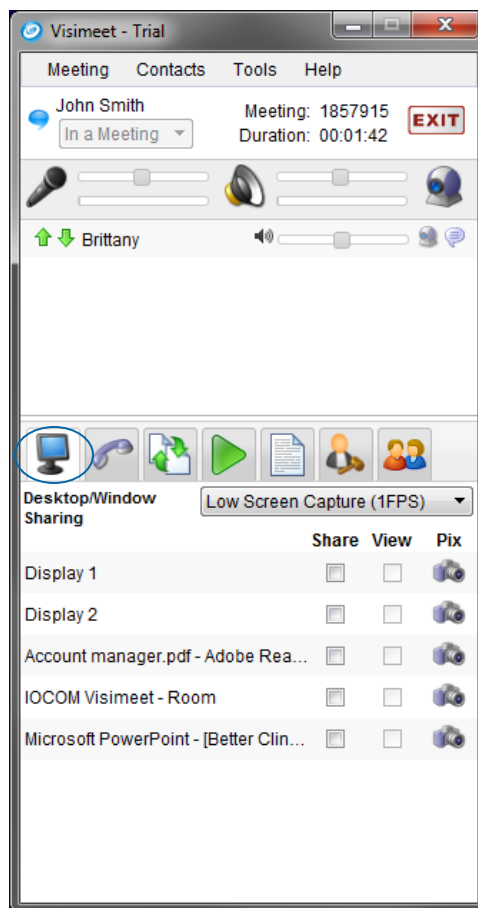 Visimeet - Trial
Meeting Contacts Tools Help
John Smith
In a Meeting
Meeting: 1857915
Duration: 00:01:42
EXIT
Brittany
Desktop/Window
Sharing
Low Screen Capture (1FPS)
Share View Pix
Display 1
Display 2
Account manager.pdf - Adobe Rea...
IOCOM Visimeet - Room
Microsoft PowerPoint - [Better Clin...